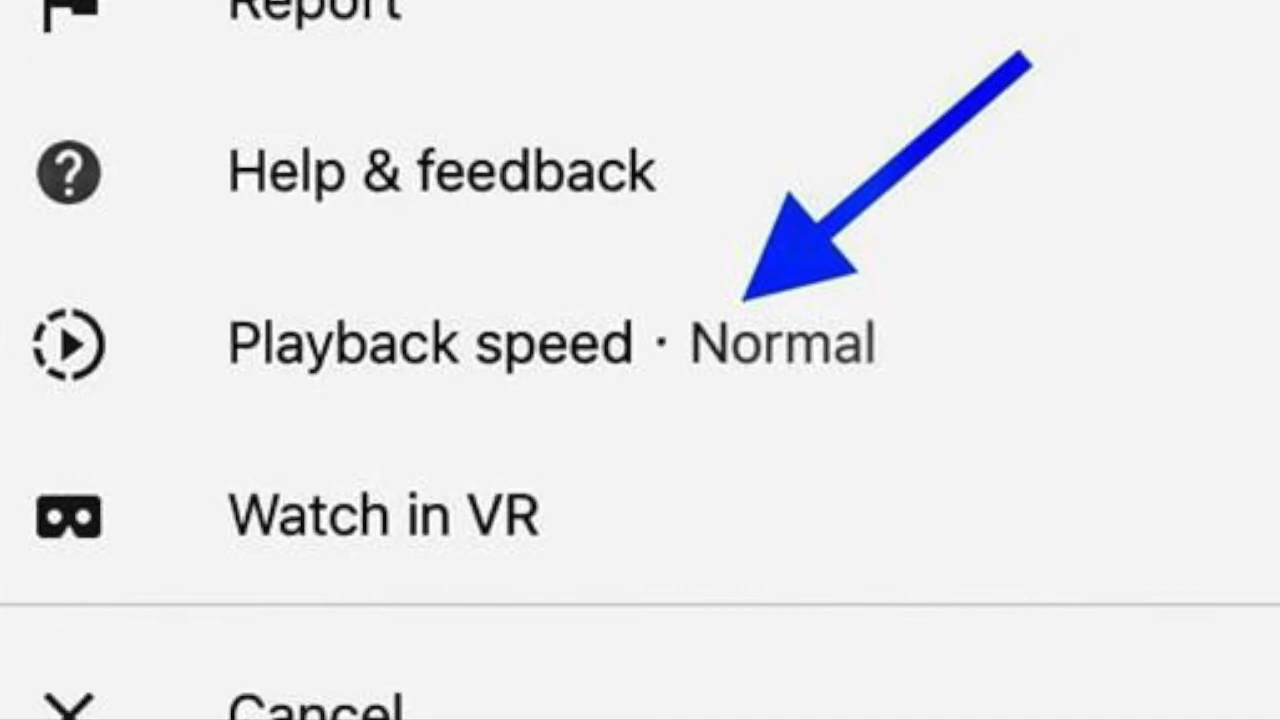 Report
Help & feedback
Playback speed · Normal
Watch in VR
Cancel